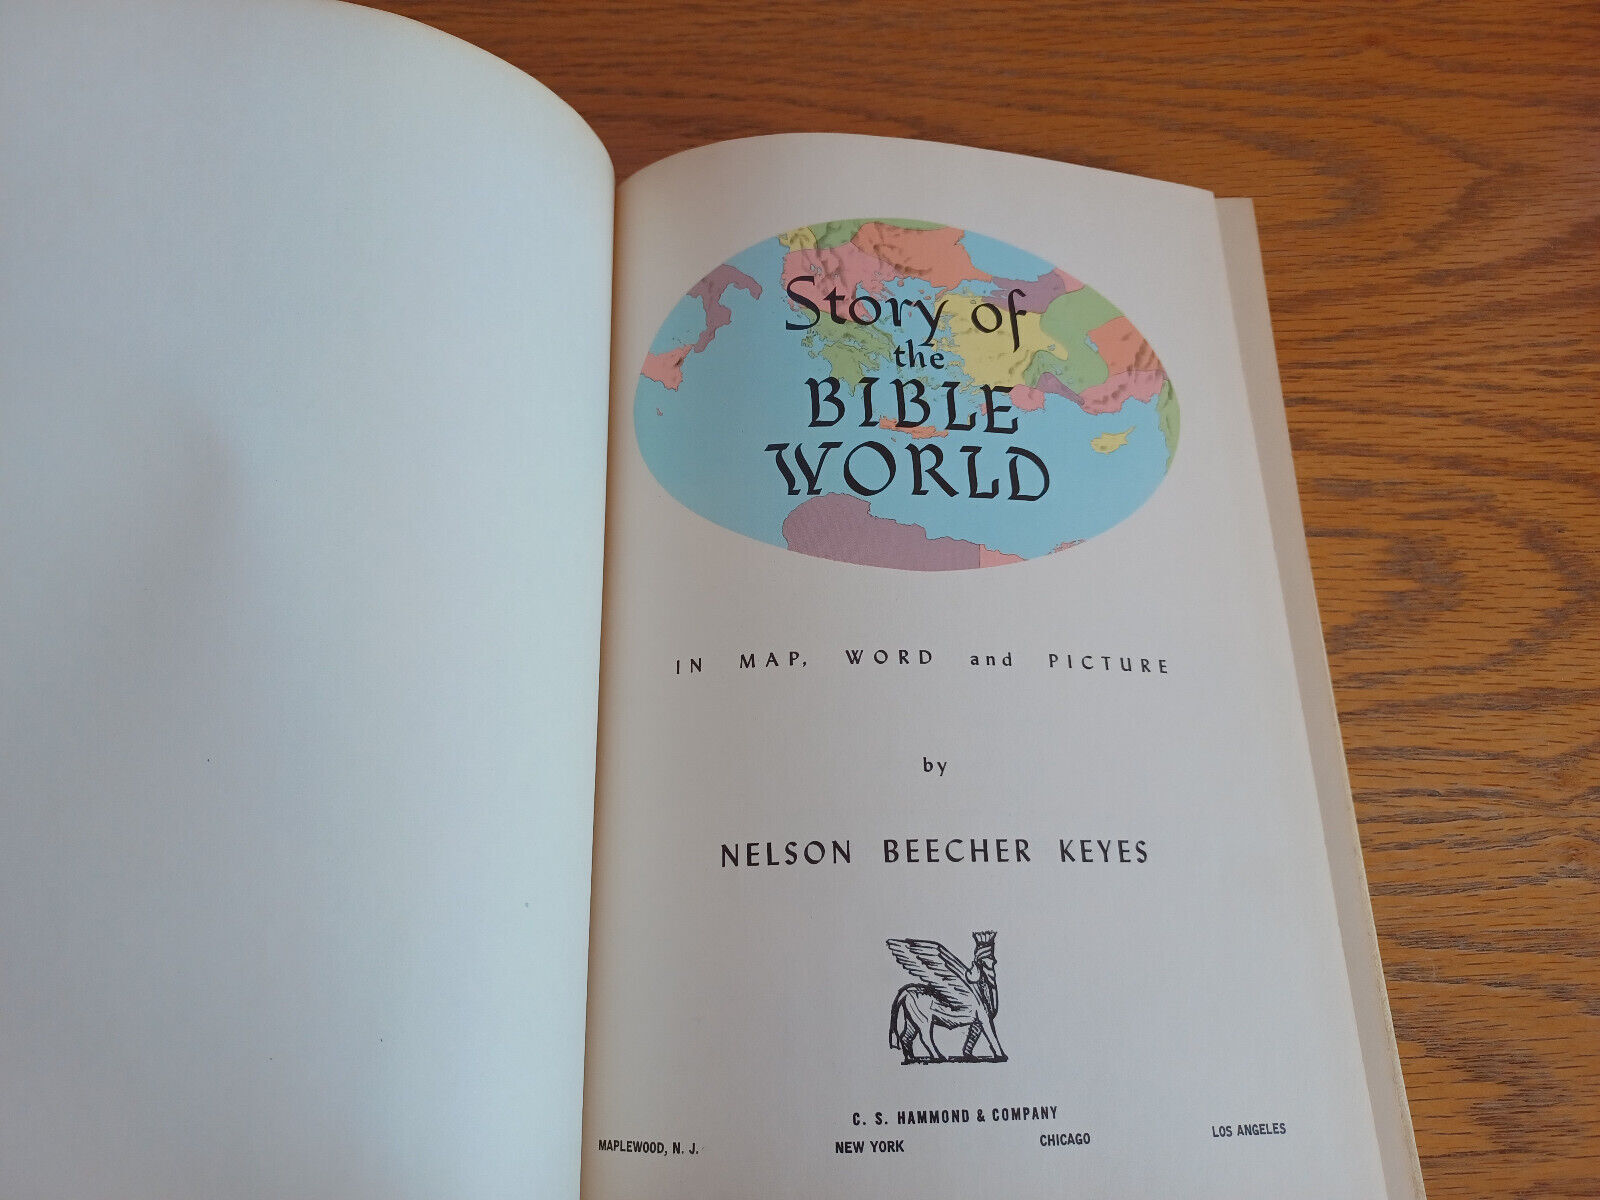 Story of
the
BIBLE
WORLD
IN MAP, WORD and PICTURE
by
NELSON BEECHER KEYES
C. S. HAMMOND & COMPANY
MAPLEWOOD, N. J. NEW YORK CHICAGO LOS ANGELES